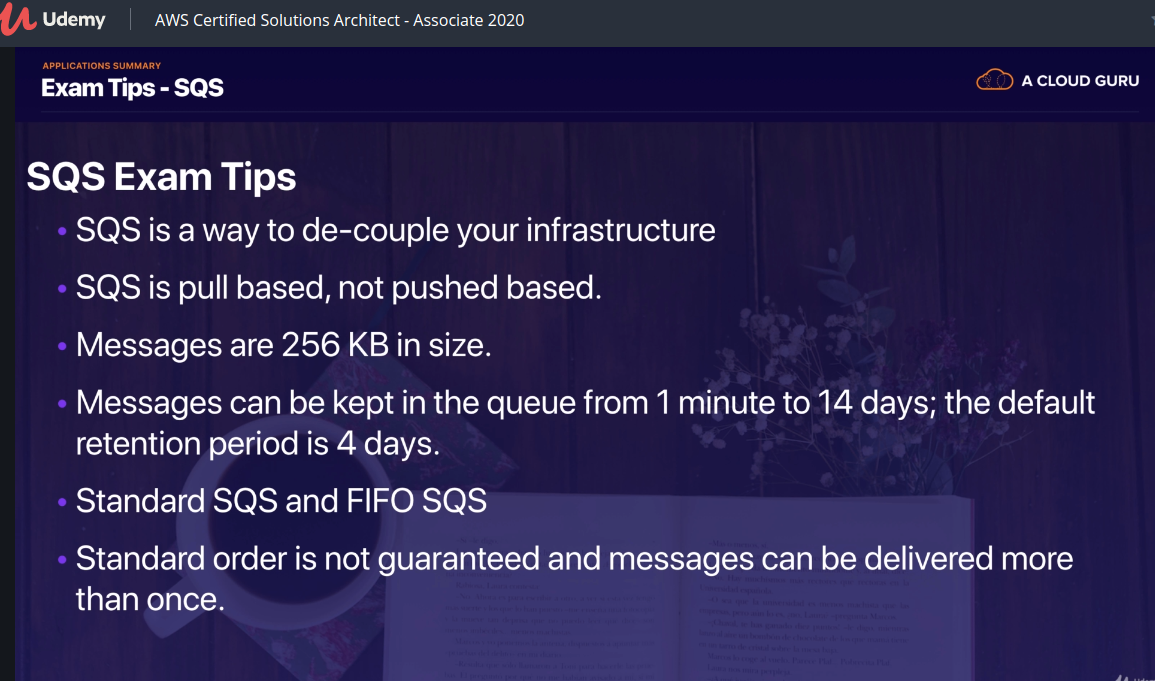 Udemy
AWS Certified Solutions Architect - Associate 2020
APPLICATIONS SUMMARY
Exam Tips - SQS
A CLOUD GURU
SQS Exam Tips
• SQS is a way to de-couple your infrastructure
• SQS is pull based, not pushed based.
• Messages are 256 KB in size.
• Messages can be kept in the queue from 1 minute to 14 days; the default
retention period is 4 days.
• Standard SQS and FIFO SQS
• Standard order is not guaranteed and messages can be delivered more
than once.